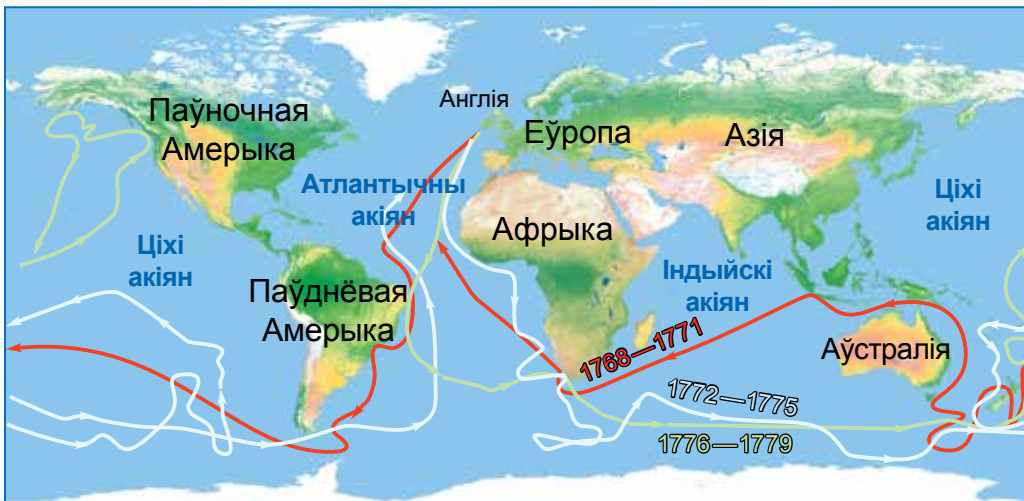 Англія
Паўночная
Амерыка
Еўропа
Азія
Атлантычны
акіян
Ціхі
акіян
Афрыка
Ціхі
акіян
Індыйскі
акіян
Паўднёвая
Амерыка
Аўстралія
1768—1771
1772—1775
1776—1779